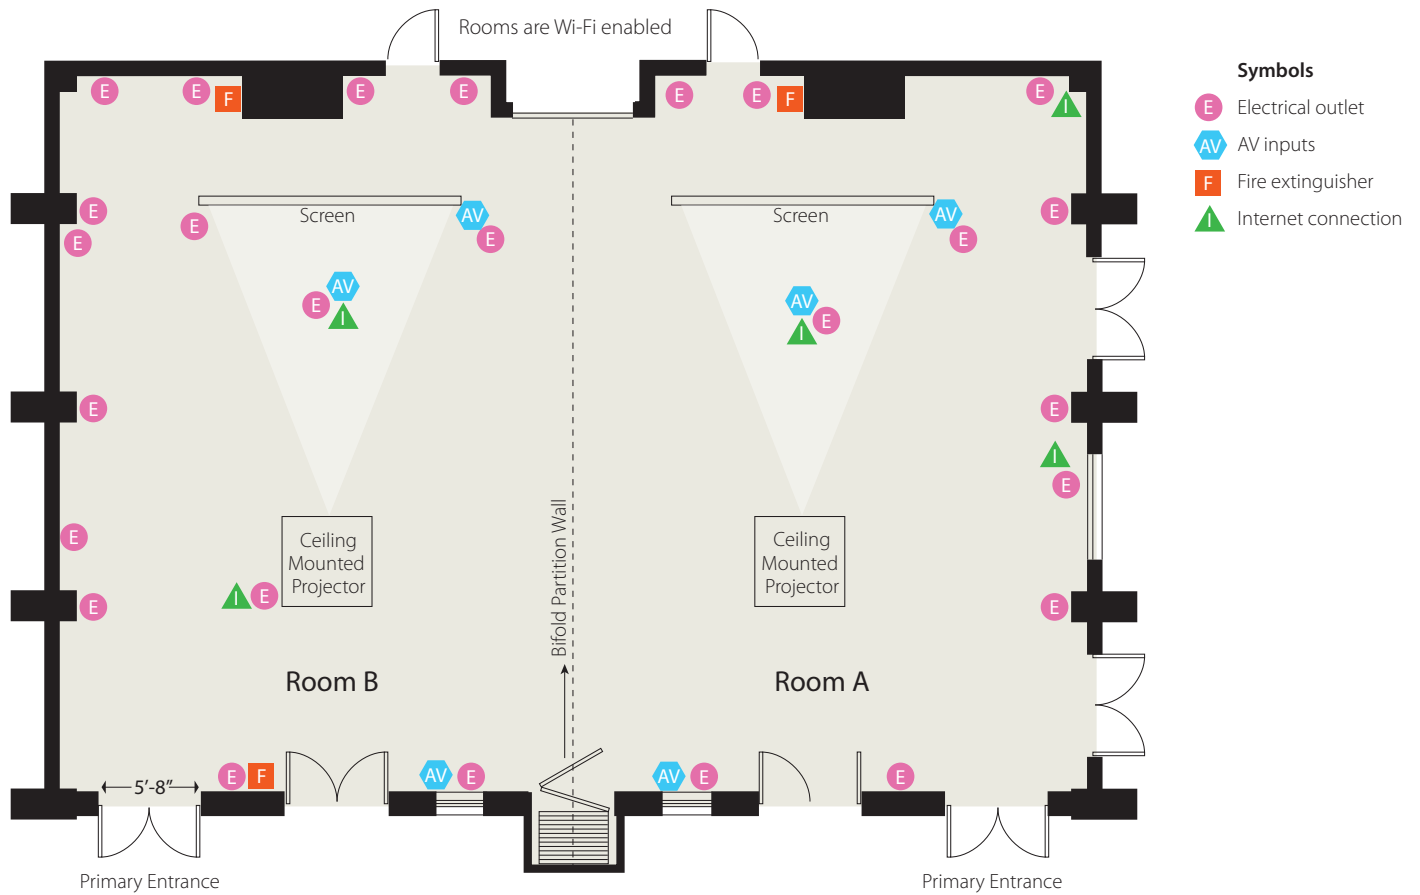 Rooms are Wi-Fi enabled
Symbols
E Electrical outlet
AV AV inputs
F Fire extinguisher
I Internet connection
E E F E E E E F E I
E E
E
Screen
AV
E
Screen
AV
E
E
AV
E
I
AV
E
I
E
E
I
E
E
Ceiling
Mounted
Projector
Ceiling
Mounted
Projector
Bifold Partition Wall
E
I E
E
E
Room B
Room A
E F
AV E
AV E
E
5'-8"
Primary Entrance
Primary Entrance